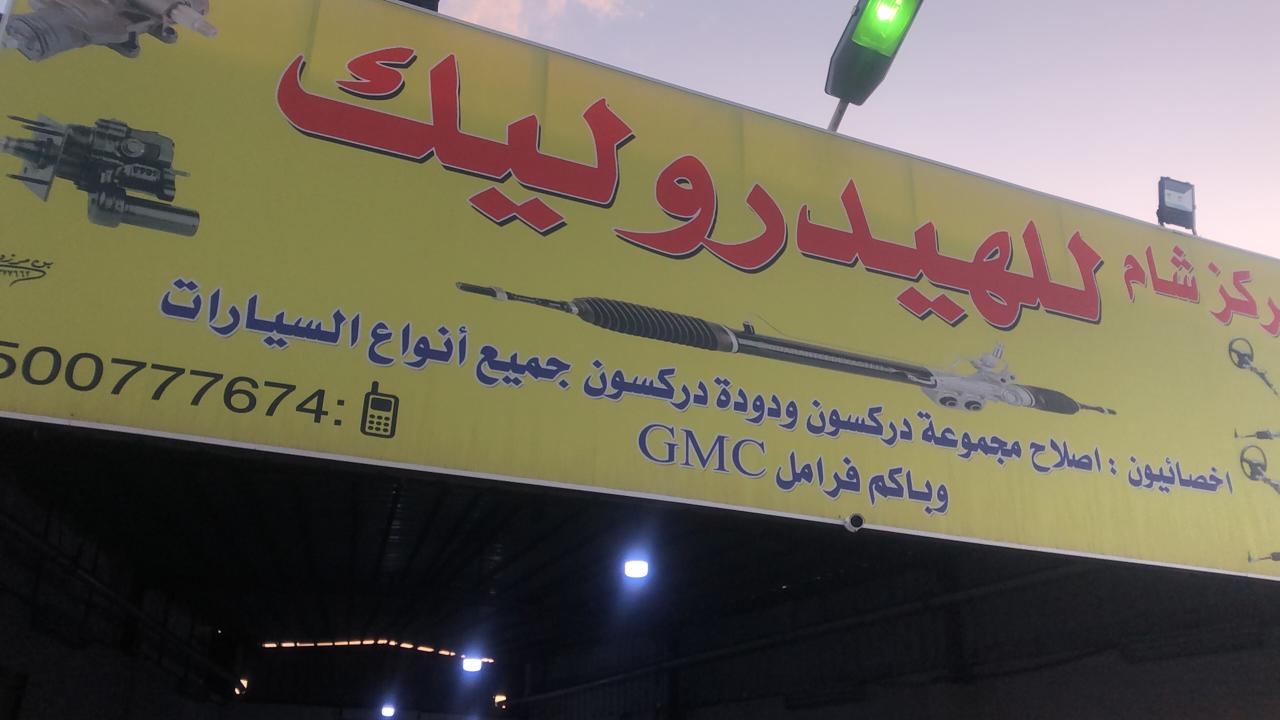 ركز شام للهيدروليك
اخصائيون : اصلاح مجموعة دركسون ودودة دركسون جميع أنواع السيارات
وباكم فرامل GMC
500777674: